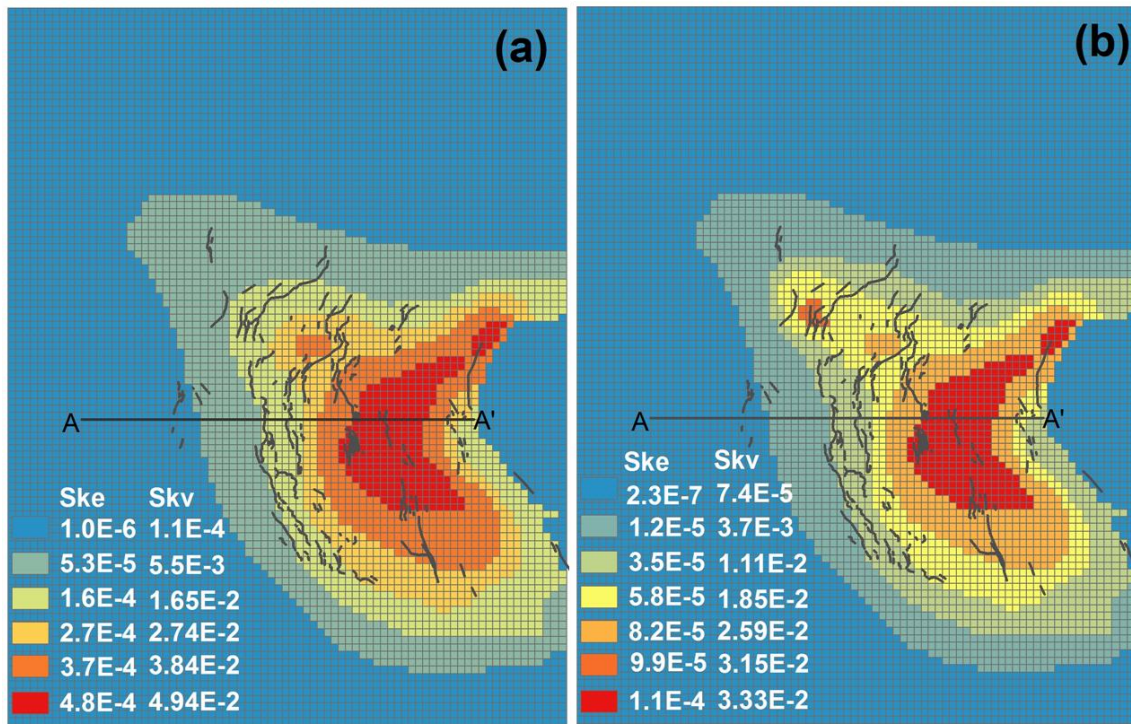 (a)
A A'
Ske Skv
1.0E-6 1.1E-4
5.3E-5 5.5E-3
1.6E-4 1.65E-2
2.7E-4 2.74E-2
3.7E-4 3.84E-2
4.8E-4 4.94E-2
(b)
A A'
Ske Skv
2.3E-7 7.4E-5
1.2E-5 3.7E-3
3.5E-5 1.11E-2
5.8E-5 1.85E-2
8.2E-5 2.59E-2
9.9E-5 3.15E-2
1.1E-4 3.33E-2